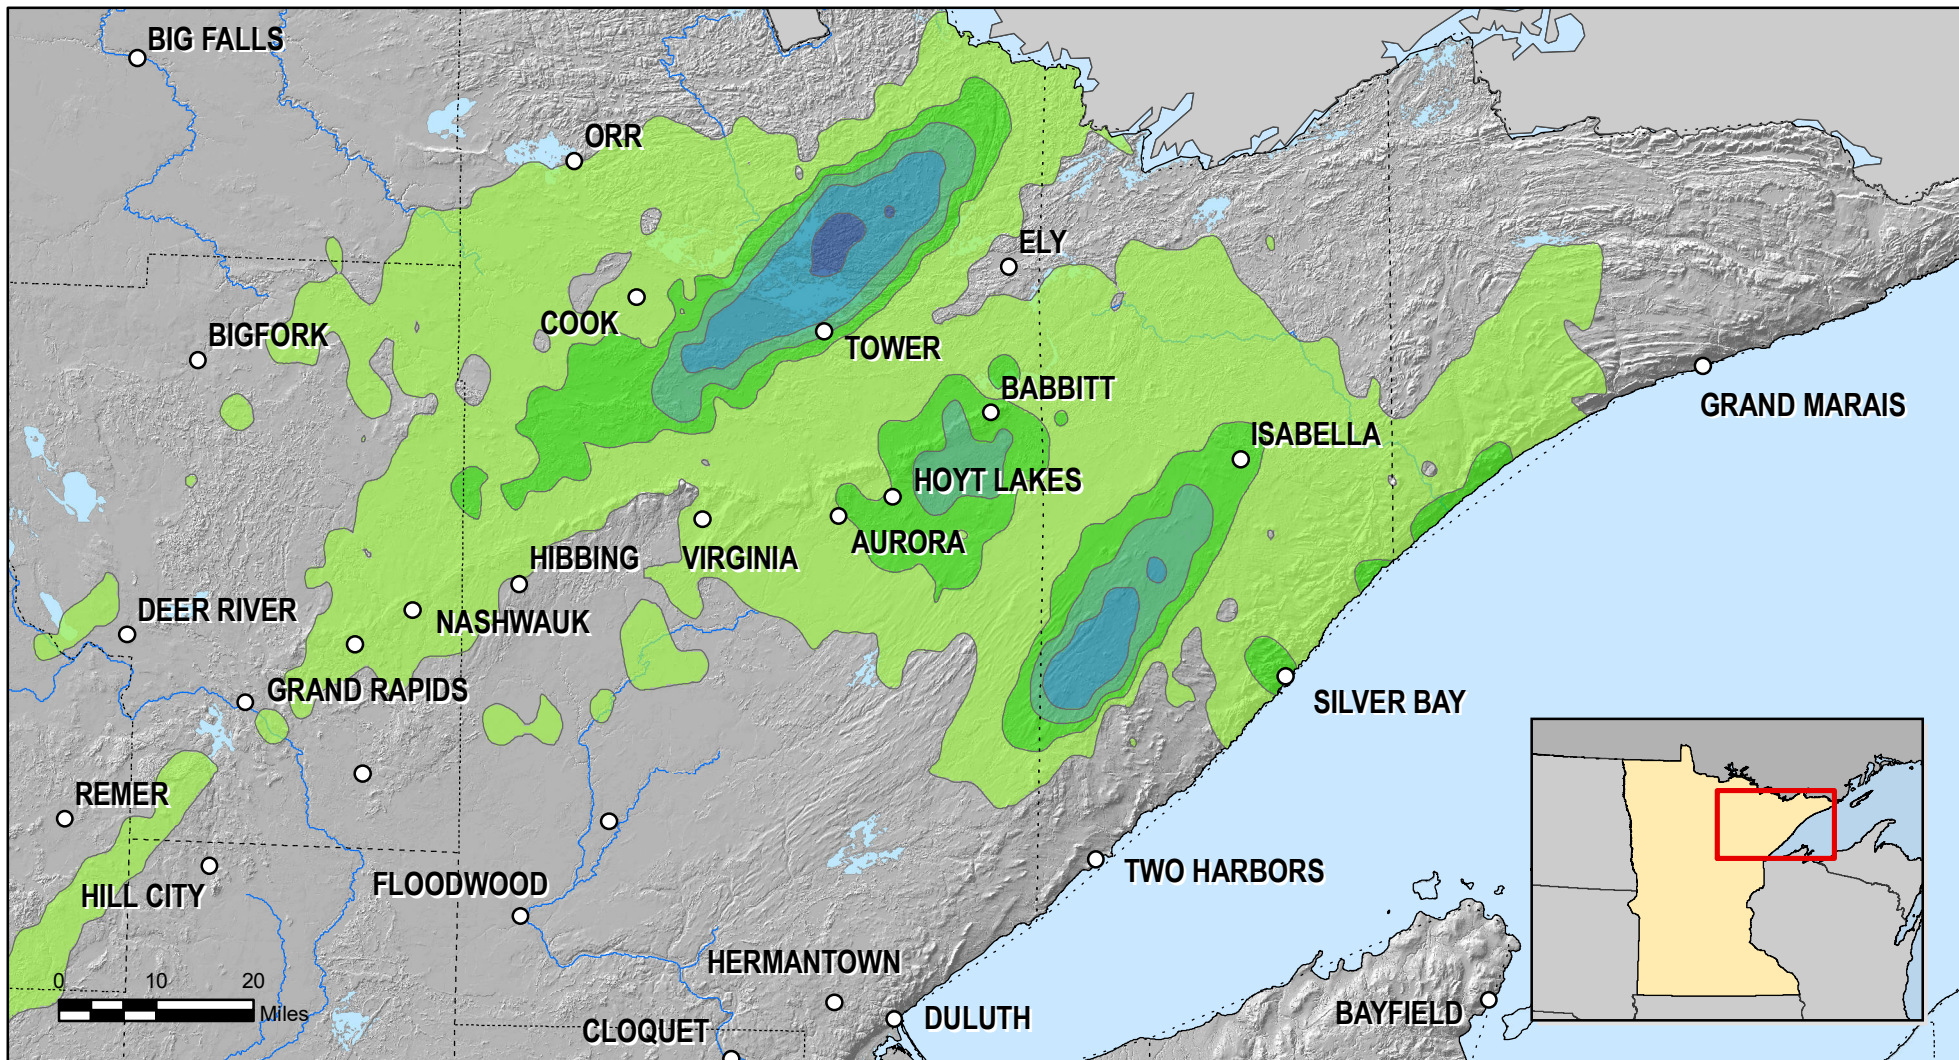 BIG FALLS
ORR
ELY
COOK
BIGFORK
TOWER
BABBITT
GRAND MARAIS
ISABELLA
HOYT LAKES
AURORA
HIBBING
VIRGINIA
DEER RIVER
NASHWAUK
GRAND RAPIDS
SILVER BAY
REMER
TWO HARBORS
HILL CITY
FLOODWOOD
HERMANTOWN
0 10 20
Miles
DULUTH
BAYFIELD
CLOQUET